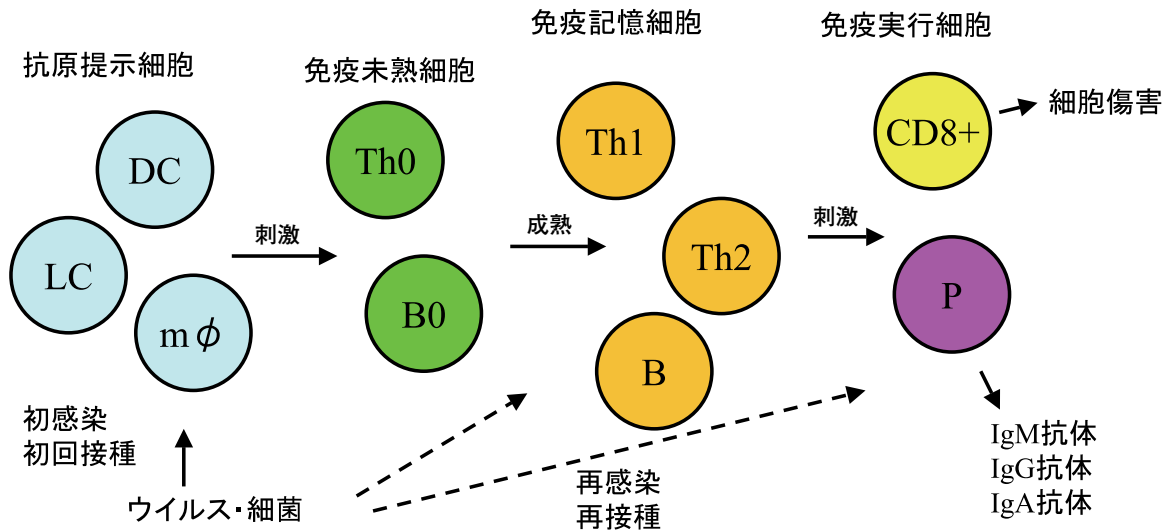 抗原提示細胞
免疫未熟細胞
免疫記憶細胞
免疫実行細胞
DC
LC
mφ
刺激
Th0
B0
成熟
Th1
Th2
B
刺激
CD8+
細胞傷害
P
初感染
初回接種
ウイルス・細菌
再感染
再接種
IgM抗体
IgG抗体
IgA抗体